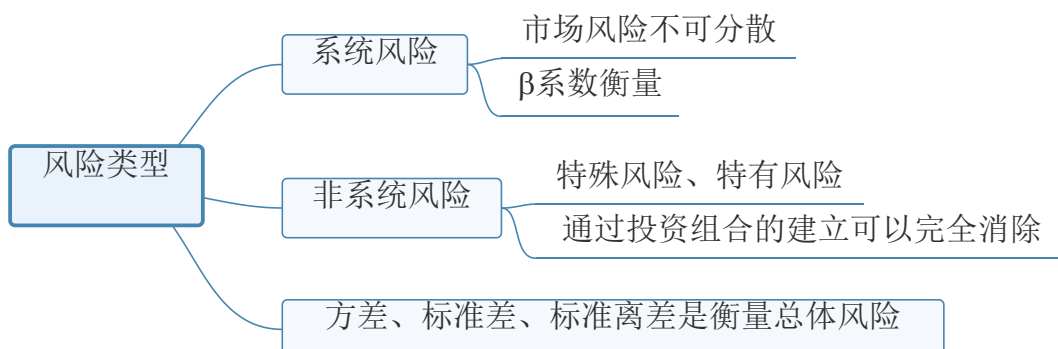 系统风险
市场风险不可分散
β系数衡量
风险类型
非系统风险
特殊风险、特有风险
通过投资组合的建立可以完全消除
方差、标准差、标准离差是衡量总体风险